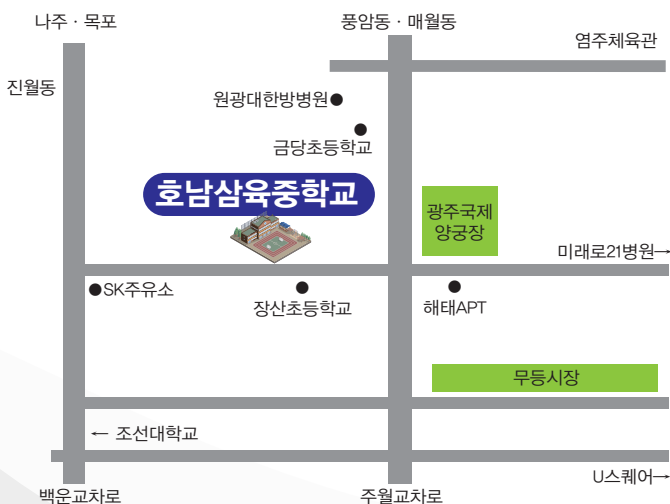 나주 · 목포
풍암동 · 매월동
염주체육관
진월동
원광대한방병원
금당초등학교
호남삼육중학교
광주국제
양궁장
미래로21병원→
SK주유소
장산초등학교
해태APT
무등시장
← 조선대학교
U스퀘어→
백운교차로
주월교차로